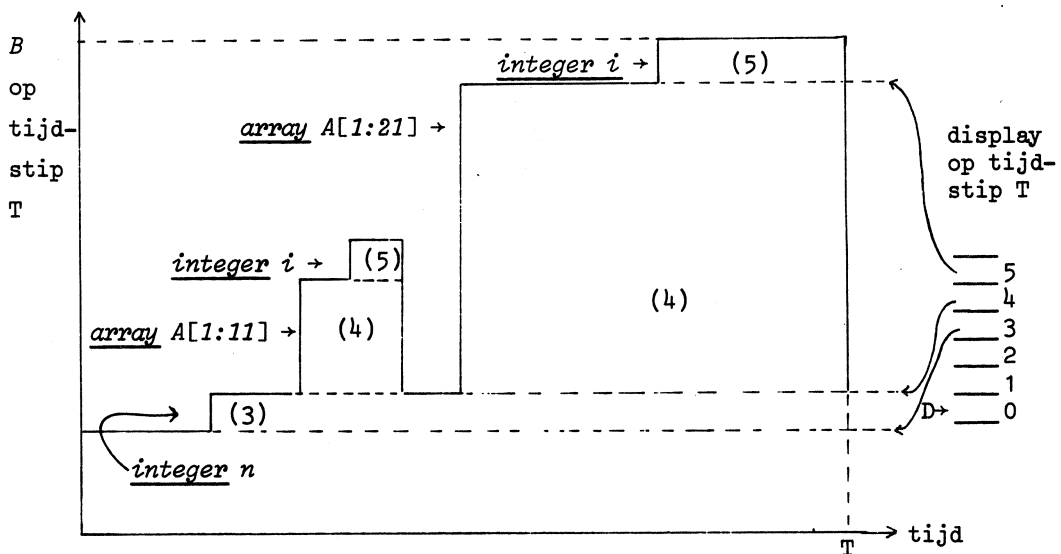 B
op
tijd-
stip
T
integer i →
(5)
array A[1:21] →
display
op tijd-
stip T
integer i →
(5)
(4)
(4)
array A[1:11] →
(3)
integer n
5
4
3
2
1
D→ 0
T
tijd